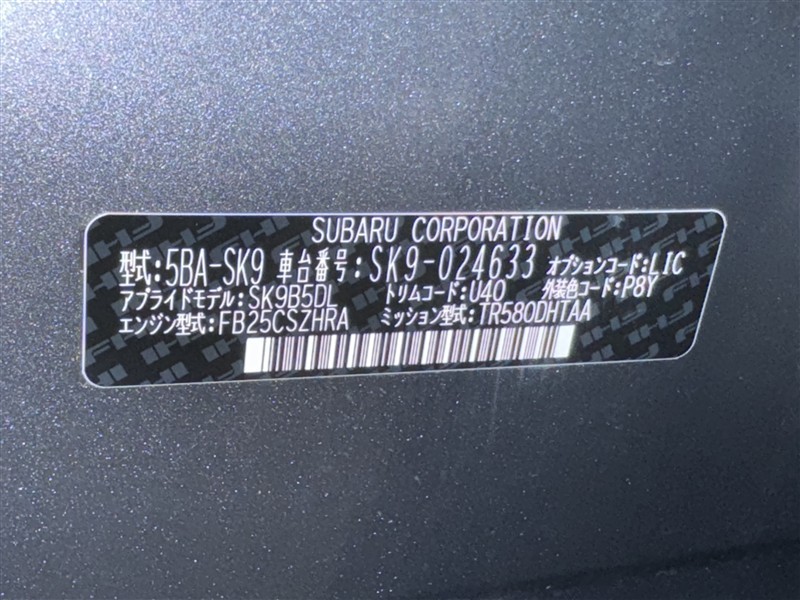 SUBARU CORPORATION
型式:5BA-SK9 車台番号:SK9-024633 オプションコード:LIC
アプライドモデル:SK9B5DL トリムコード:U40 外装色コード:P8Y
エンジン型式:FB25CSZHRA ミッション型式:TR580DHTAA